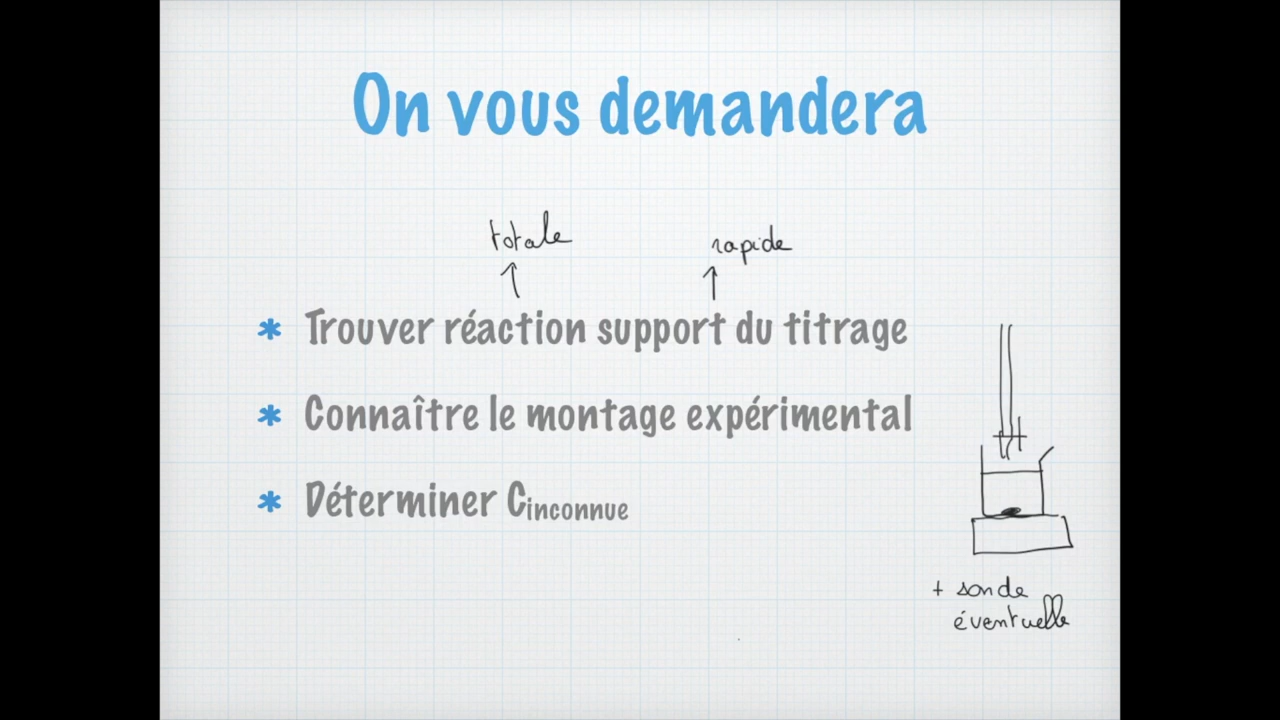 On vous demandera
totale
rapide
* Trouver réaction support du titrage
* Connaître le montage expérimental
* Déterminer Cinconnue
+ sonde
éventuelle